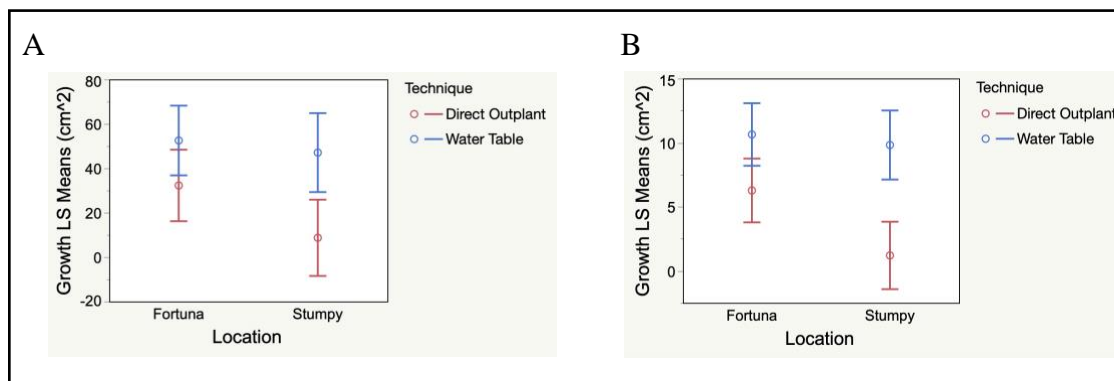 A
Growth LS Means (cm^2)
80
60
40
20
0
-20
Fortuna
Stumpy
Location
Technique
Direct Outplant
Water Table
B
Growth LS Means (cm^2)
15
10
5
0
Fortuna
Stumpy
Location
Technique
Direct Outplant
Water Table